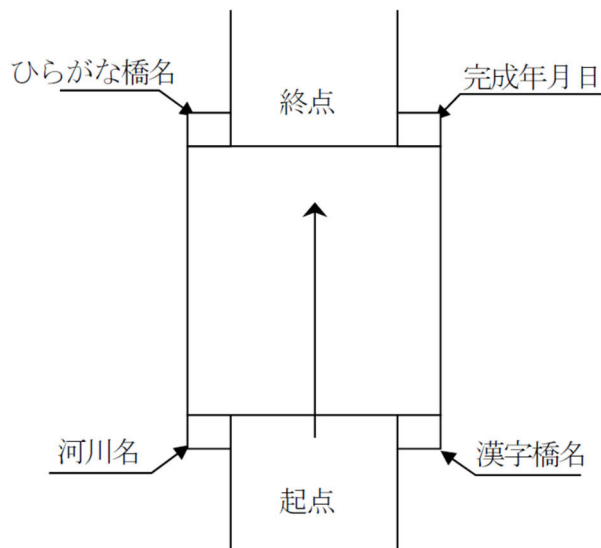 ひらがな橋名
完成年月日
終点
河川名
漢字橋名
起点